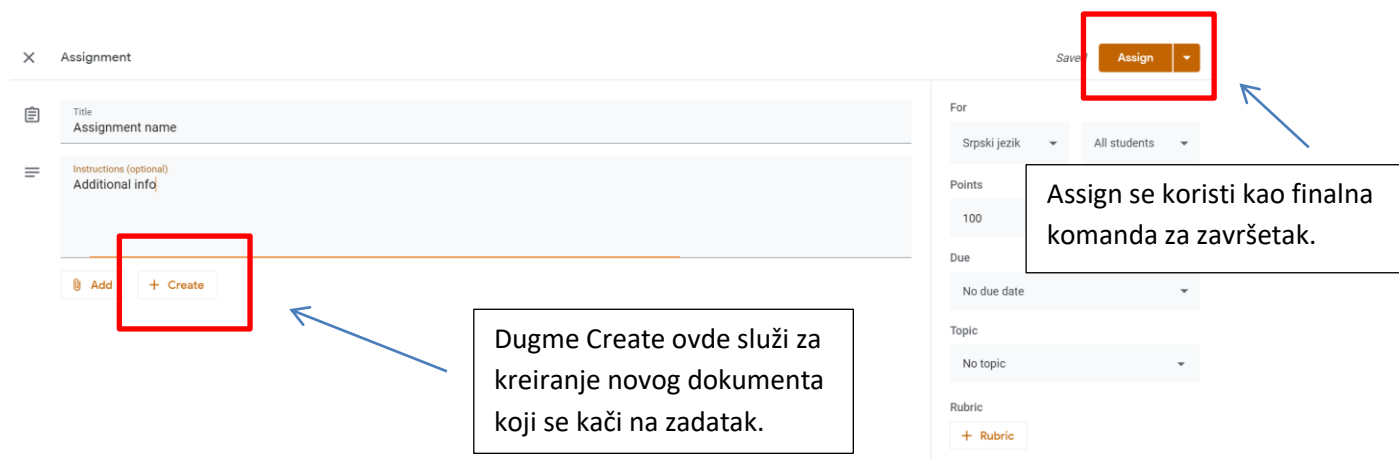 Assignment
Saved
Assign
Title
Assignment name
Instructions (optional)
Additional info
Add
+ Create
For
Srpski jezik
All students
Points
100
Due
No due date
Topic
No topic
Rubric
+ Rubric
Assign se koristi kao finalna
komanda za završetak.
Dugme Create ovde služi za
kreiranje novog dokumenta
koji se kači na zadatak.